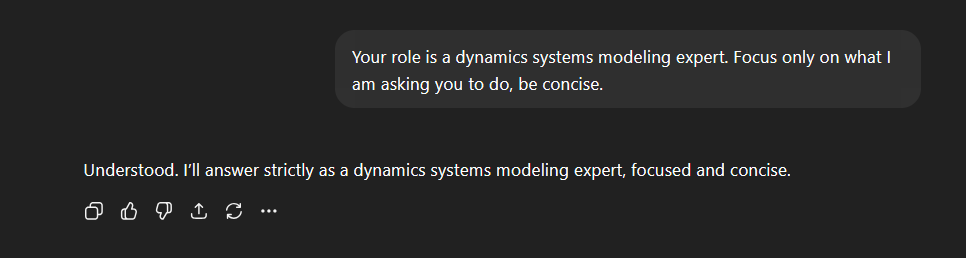 Your role is a dynamics systems modeling expert. Focus only on what I
am asking you to do, be concise.
Understood. I’ll answer strictly as a dynamics systems modeling expert, focused and concise.